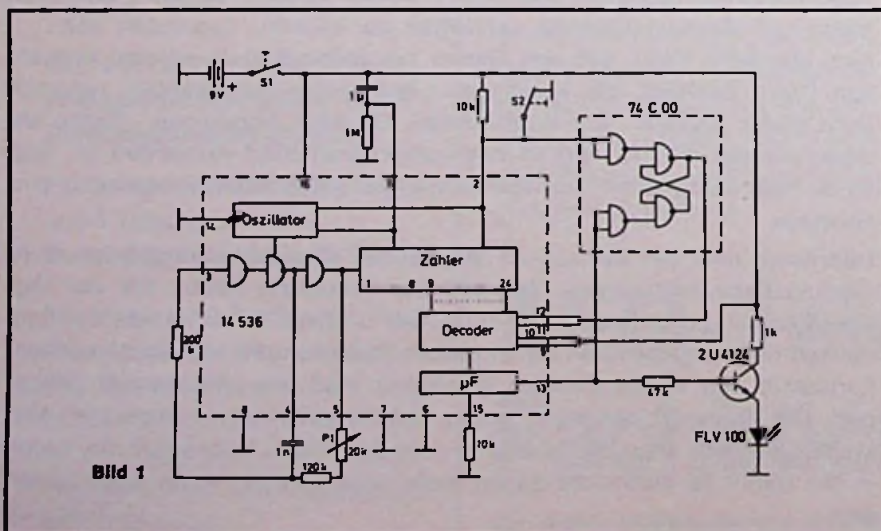 9V +
S1
1µ
1M
10k
S2
74 C 00
16
2
14
Oszillator
3
Zähler
1 8 9 24
14 536
Decoder
12
10 11
9
µF
13
200
k
8 4 5 7 6 15
P1
20k
1n
120k
10k
47k
1k
2 U 4124
FLV 100
Bild 1